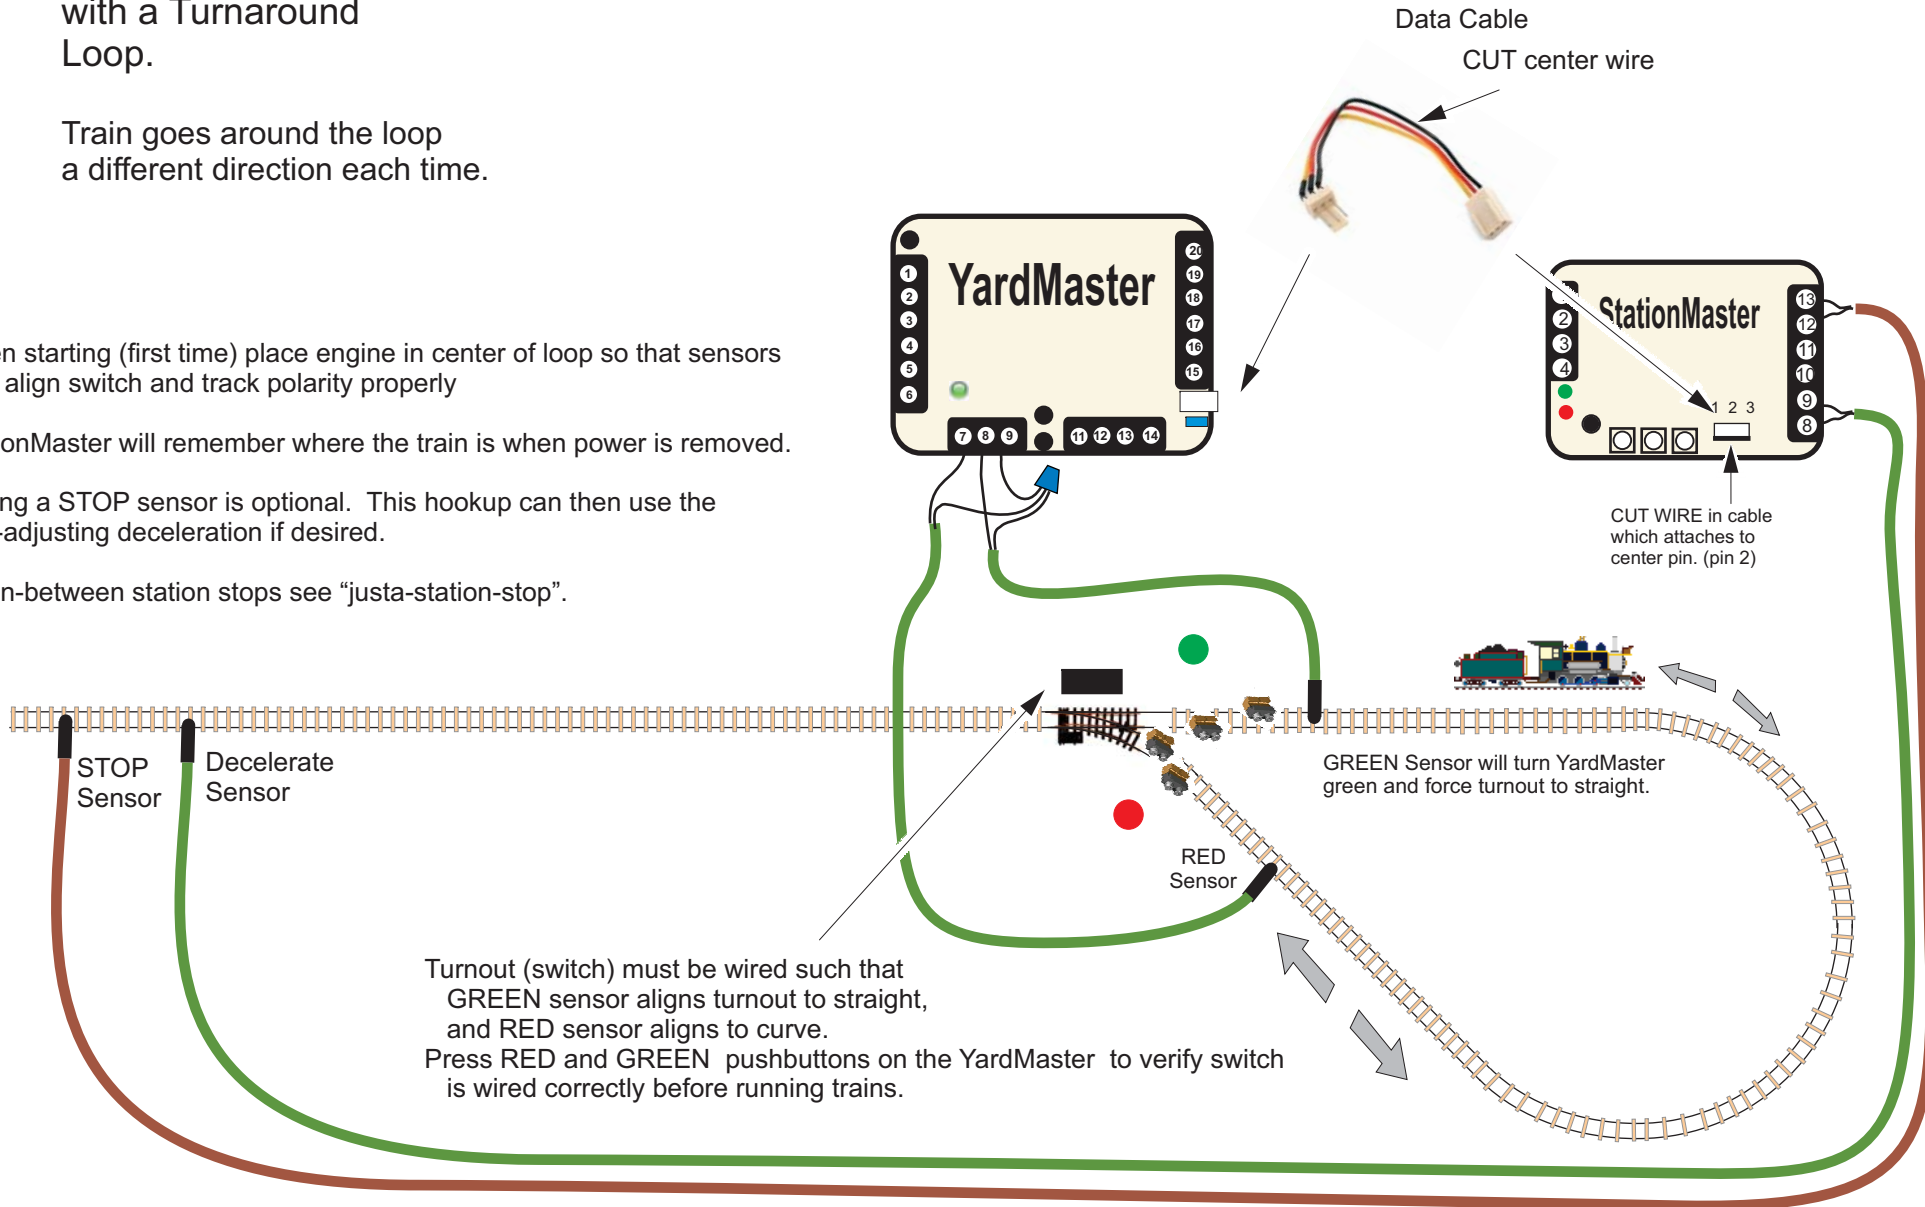 with a Turnaround
Loop.
Train goes around the loop
a different direction each time.
Data Cable
CUT center wire
YardMaster
1
2
3
4
5
6
7 8 9 11 12 13 14
20
19
18
17
16
15
StationMaster
2
3
4
13
12
11
10
9
8
1 2 3
CUT WIRE in cable
which attaches to
center pin. (pin 2)
en starting (first time) place engine in center of loop so that sensors
align switch and track polarity properly
onMaster will remember where the train is when power is removed.
ng a STOP sensor is optional. This hookup can then use the
-adjusting deceleration if desired.
n-between station stops see “justa-station-stop”.
STOP
Sensor
Decelerate
Sensor
GREEN Sensor will turn YardMaster
green and force turnout to straight.
RED
Sensor
Turnout (switch) must be wired such that
GREEN sensor aligns turnout to straight,
and RED sensor aligns to curve.
Press RED and GREEN pushbuttons on the YardMaster to verify switch
is wired correctly before running trains.